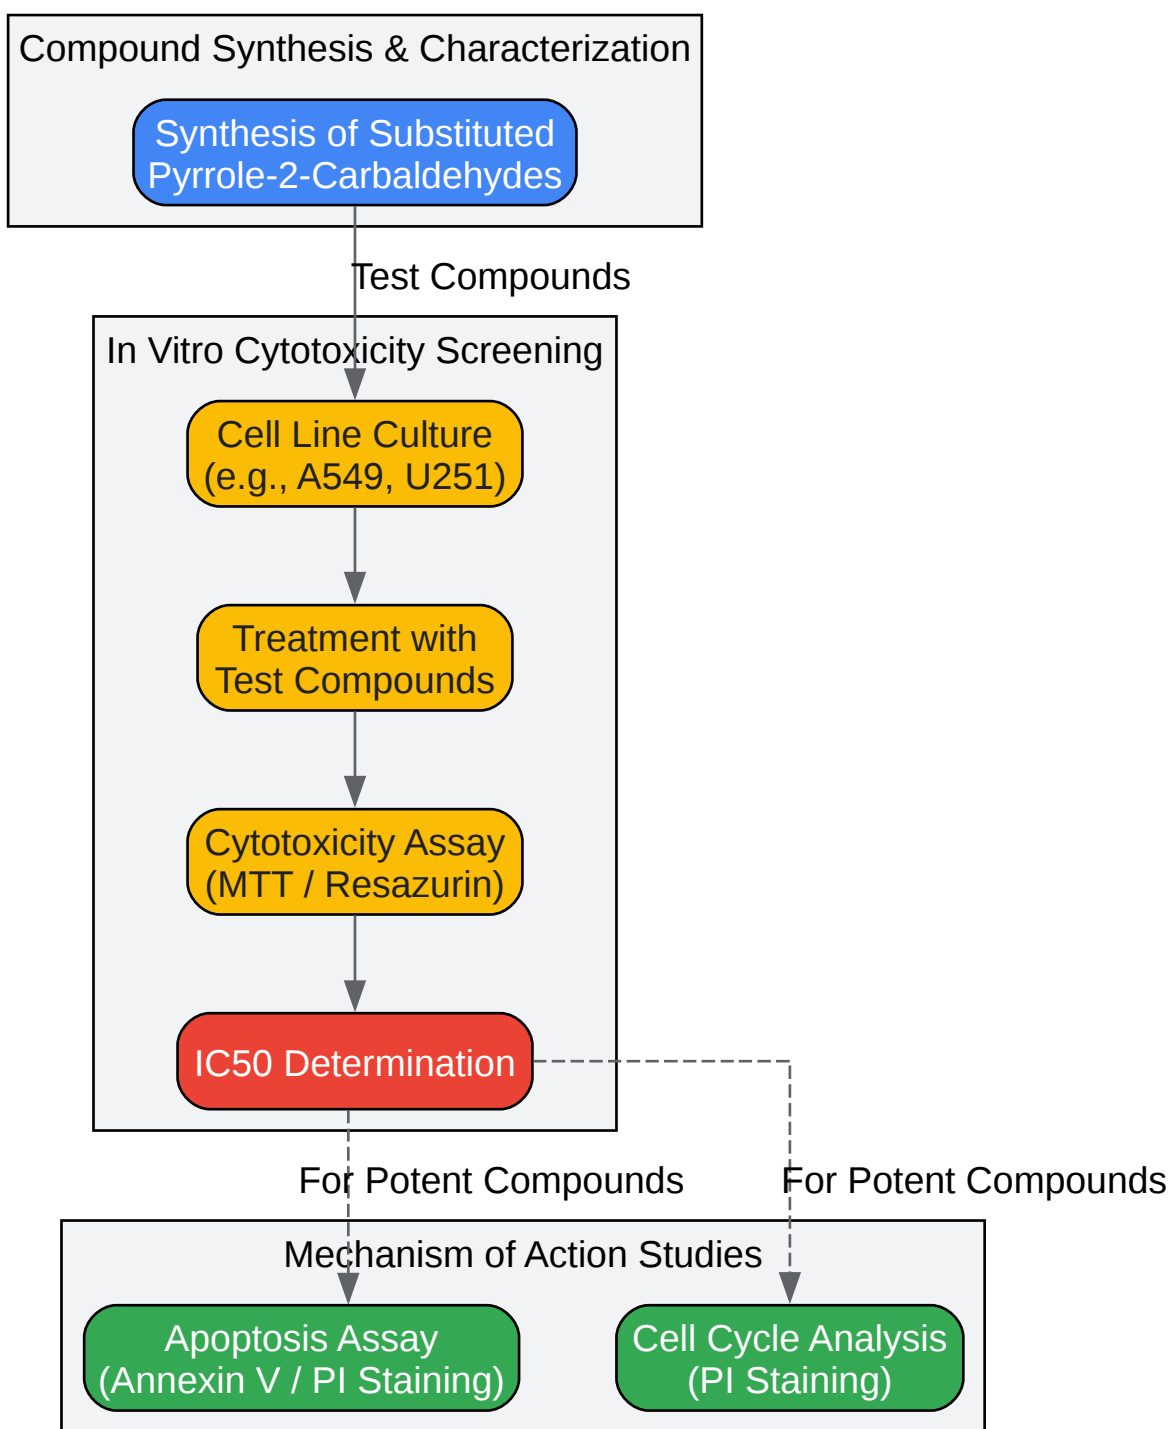 Compound Synthesis & Characterization
Synthesis of Substituted
Pyrrole-2-Carbaldehydes
Test Compounds
In Vitro Cytotoxicity Screening
Cell Line Culture
(e.g., A549, U251)
Treatment with
Test Compounds
Cytotoxicity Assay
(MTT / Resazurin)
IC50 Determination
For Potent Compounds
For Potent Compounds
Mechanism of Action Studies
Apoptosis Assay
(Annexin V / PI Staining)
Cell Cycle Analysis
(PI Staining)